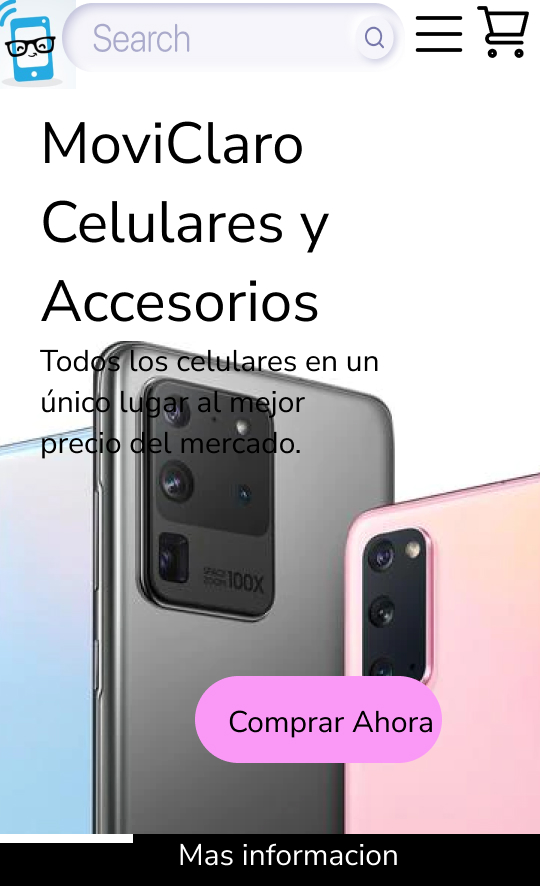 Search
MoviClaro
Celulares y
Accesorios
Todos los celulares en un
único lugar al mejor
precio del mercado.
SPACE
ZOOM 100X
Comprar Ahora
Mas informacion